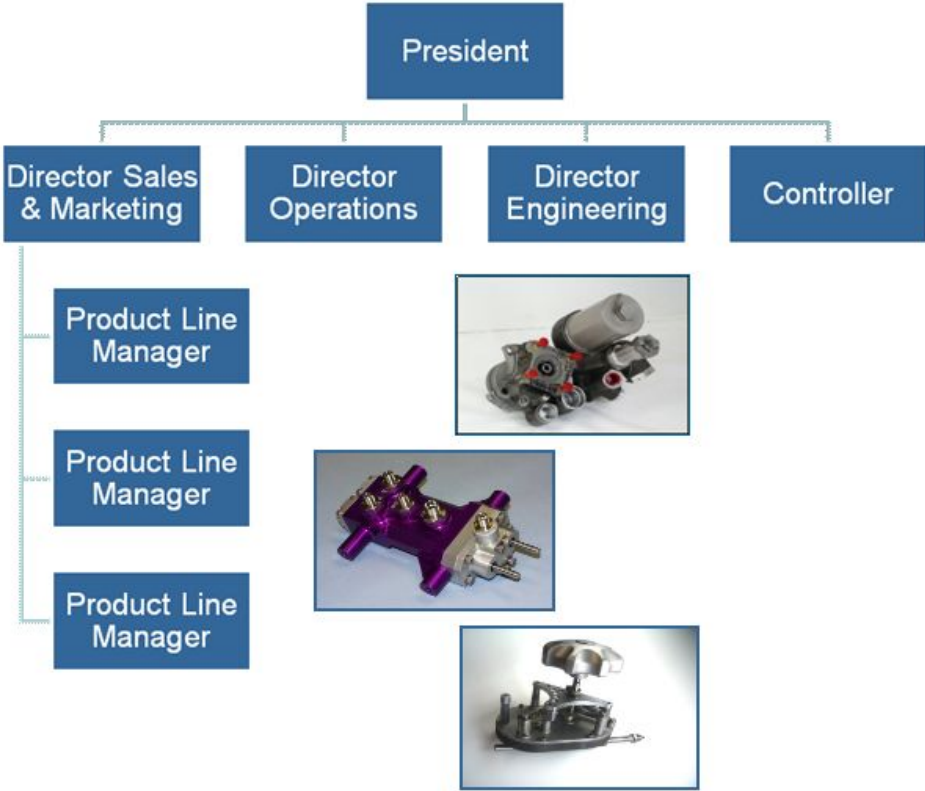 President
Director Sales
& Marketing
Director
Operations
Director
Engineering
Controller
Product Line
Manager
Product Line
Manager
Product Line
Manager